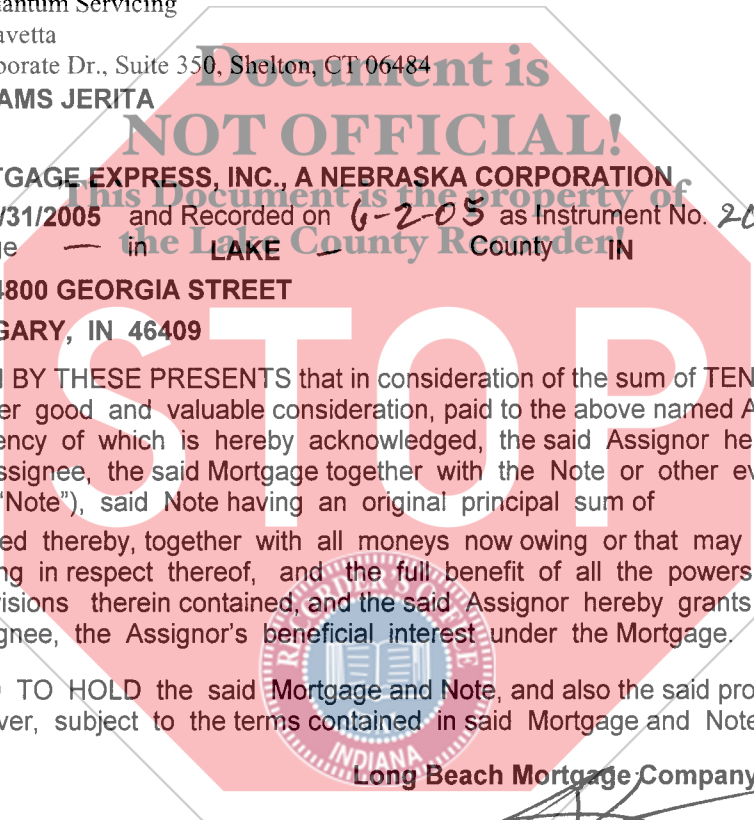 antum Servicing
avetta
porate Dr., Suite 350, Shelton, CT 06484
Document is
AMS JERITA
NOT OFFICIAL!
TGAGE EXPRESS, INC., A NEBRASKA CORPORATION
This Document is the property of
/31/2005 and Recorded on 6-2-05 as Instrument No. 20
ge — in LAKE — County IN
the Lake County Recorder!
4800 GEORGIA STREET
GARY, IN 46409
STOP
BY THESE PRESENTS that in consideration of the sum of TEN
er good and valuable consideration, paid to the above named A
ency of which is hereby acknowledged, the said Assignor he
ssignee, the said Mortgage together with the Note or other ev
"Note"), said Note having an original principal sum of
ed thereby, together with all moneys now owing or that may
ng in respect thereof, and the full benefit of all the powers
visions therein contained, and the said Assignor hereby grants
gnee, the Assignor's beneficial interest under the Mortgage.
TO HOLD the said Mortgage and Note, and also the said pro
ver, subject to the terms contained in said Mortgage and Note
INDIANA
Long Beach Mortgage Company